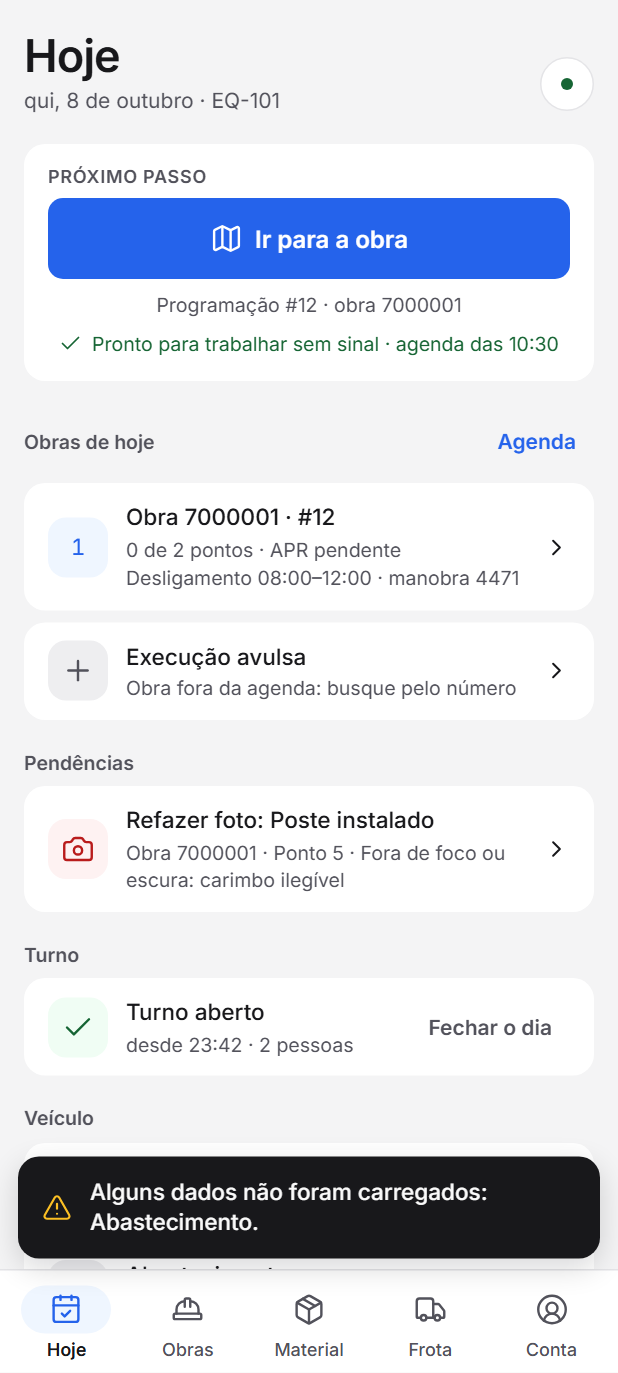 Hoje
qui, 8 de outubro · EQ-101
PRÓXIMO PASSO
Ir para a obra
Programação #12 · obra 7000001
Pronto para trabalhar sem sinal · agenda das 10:30
Obras de hoje
Agenda
1
Obra 7000001 · #12
0 de 2 pontos · APR pendente
Desligamento 08:00–12:00 · manobra 4471
Execução avulsa
Obra fora da agenda: busque pelo número
Pendências
Refazer foto: Poste instalado
Obra 7000001 · Ponto 5 · Fora de foco ou
escura: carimbo ilegível
Turno
Turno aberto
desde 23:42 · 2 pessoas
Fechar o dia
Veículo
Alguns dados não foram carregados:
Abastecimento.
Hoje
Obras
Material
Frota
Conta